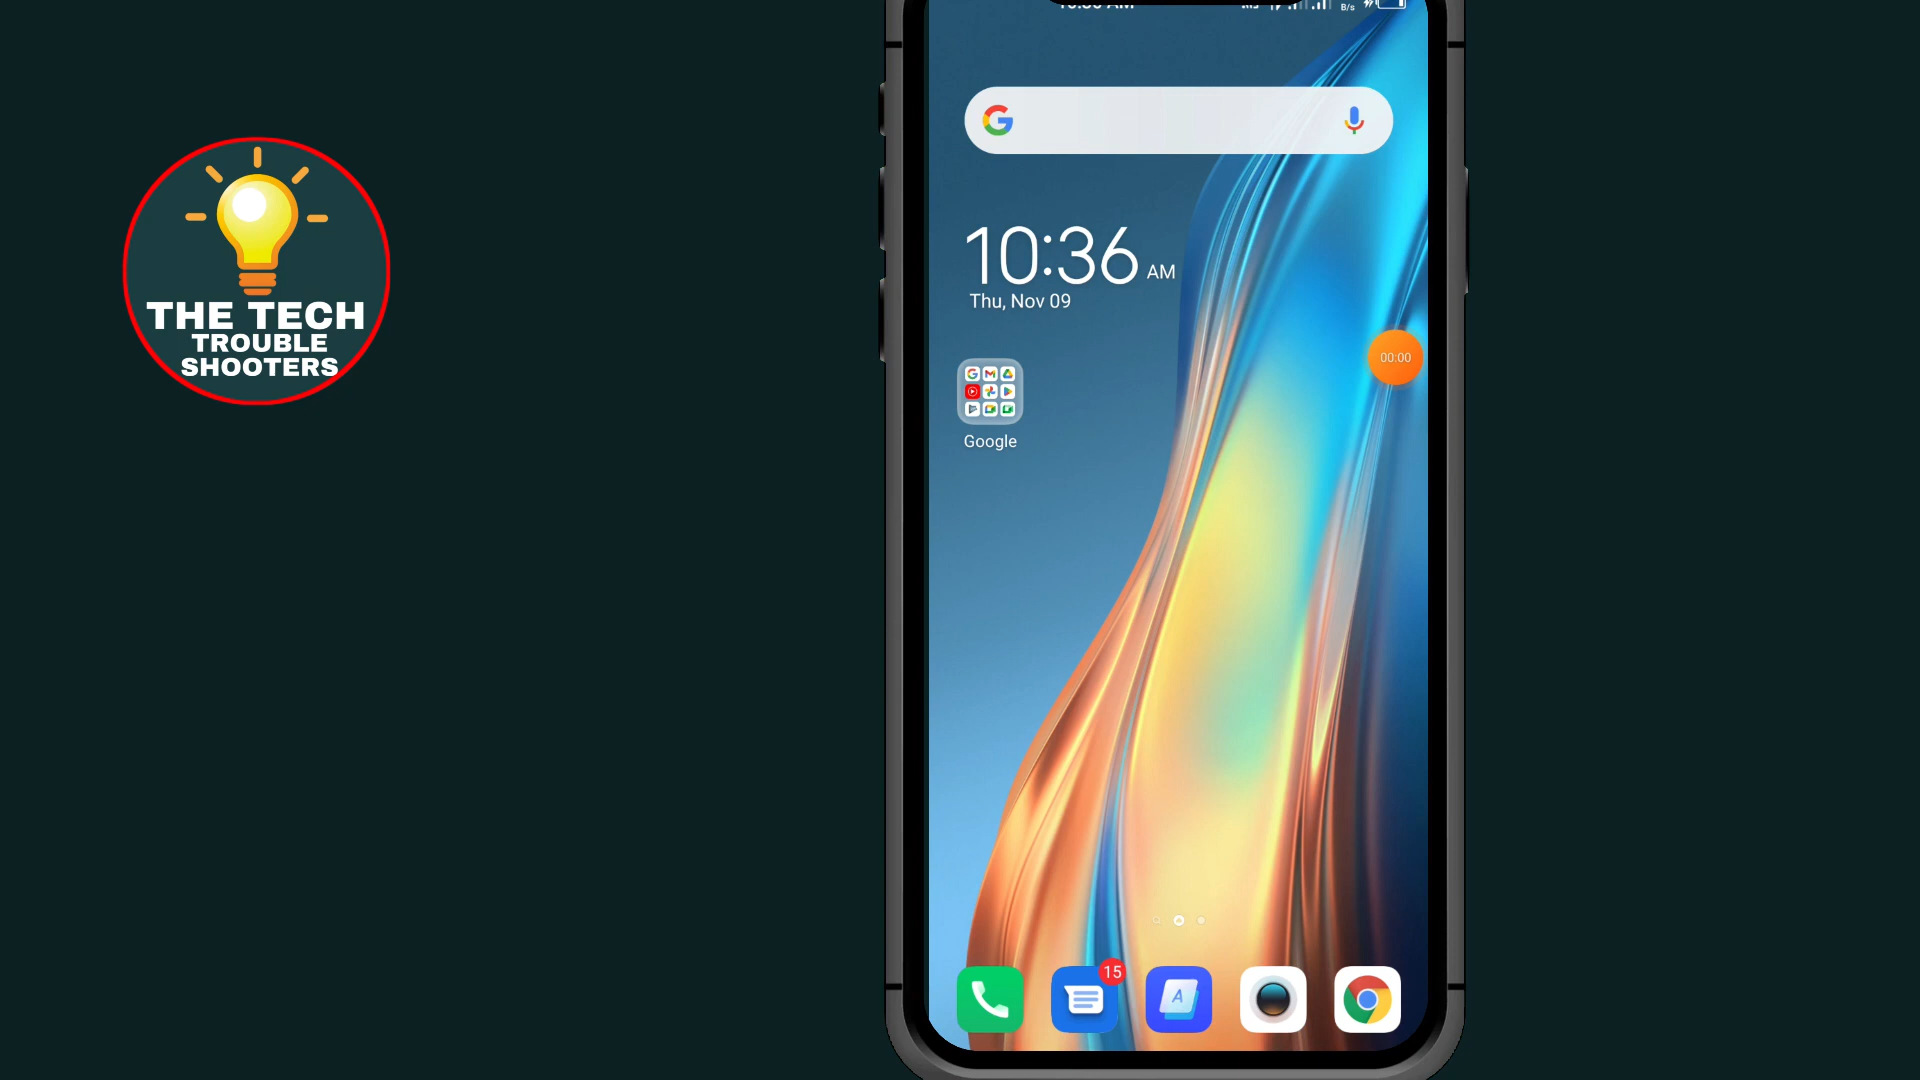 THE TECH
TROUBLE
SHOOTERS
10:36 AM
Thu, Nov 09
00:00
Google
15
A
B/s